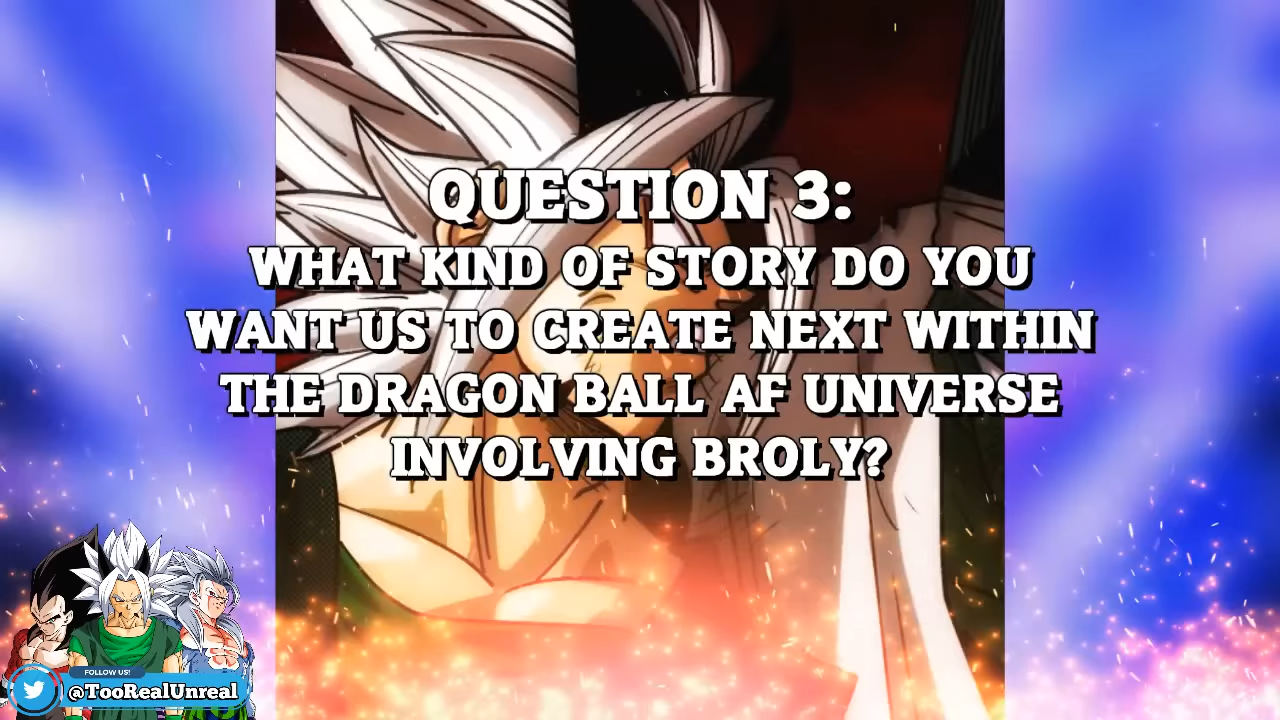 QUESTION 3:
WHAT KIND OF STORY DO YOU
WANT US TO CREATE NEXT WITHIN
THE DRAGON BALL AF UNIVERSE
INVOLVING BROLY?
FOLLOW US!
@TooRealUnreal